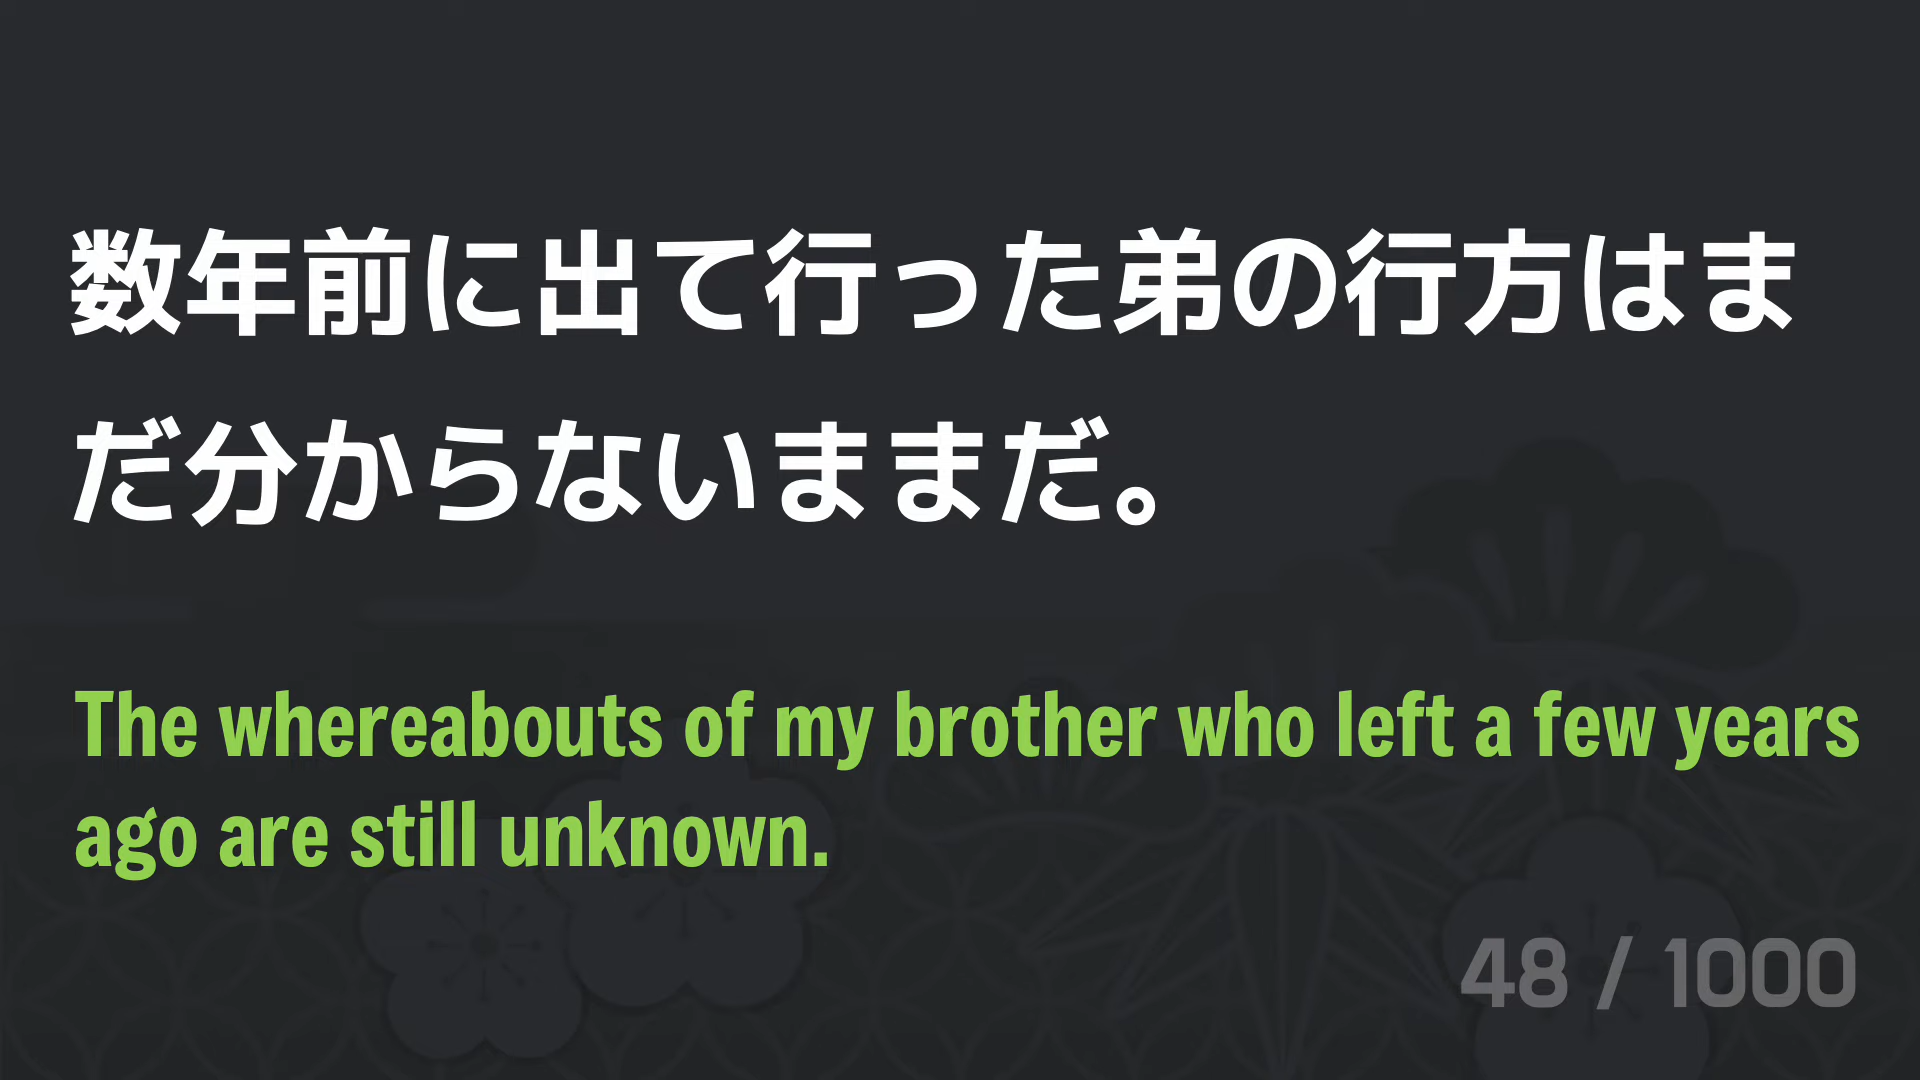 数年前に出て行った弟の行方はま
だ分からないままだ。
The whereabouts of my brother who left a few years
ago are still unknown.
48 / 1000